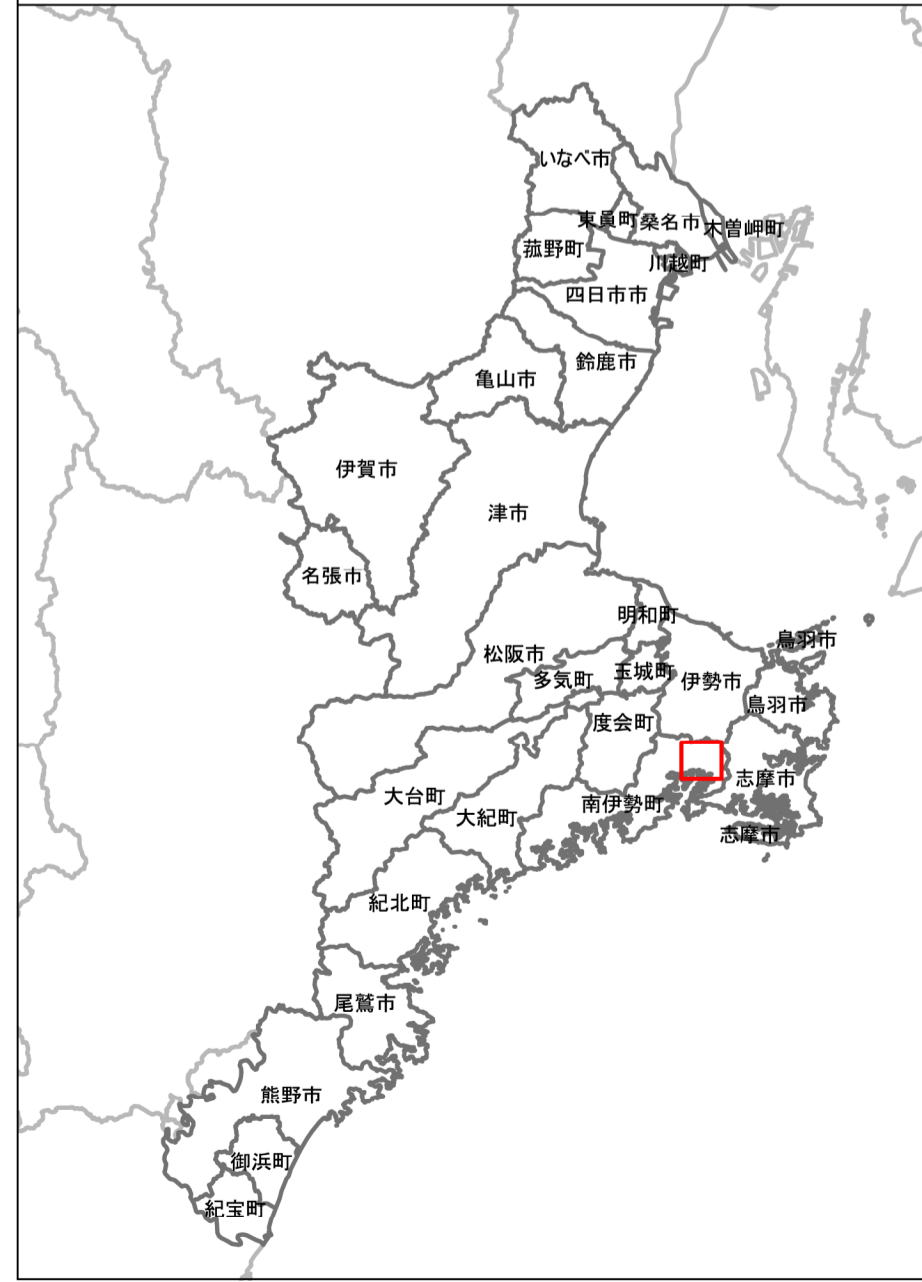 いなべ市
東員町
桑名市
木曽岬町
菰野町
川越町
四日市市
鈴鹿市
亀山市
伊賀市
津市
名張市
明和町
鳥羽市
松阪市
玉城町
多気町
伊勢市
鳥羽市
度会町
志摩市
大台町
南伊勢町
大紀町
志摩市
紀北町
尾鷲市
熊野市
御浜町
紀宝町